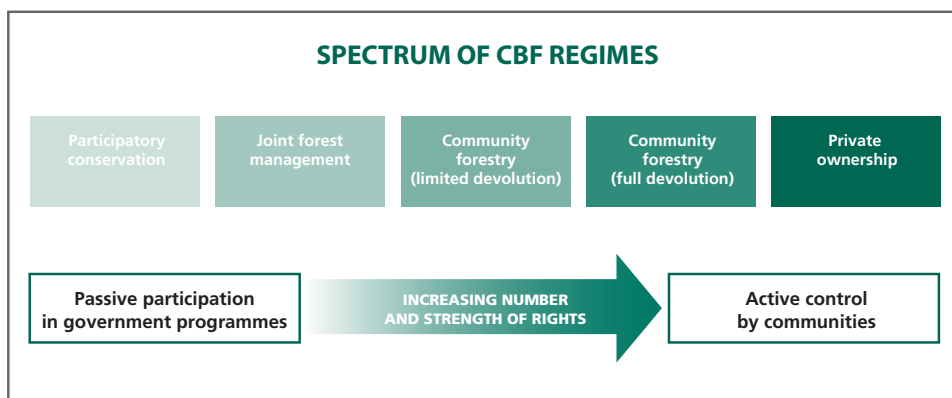 SPECTRUM OF CBF REGIMES
Participatory
conservation
Joint forest
management
Community
forestry
(limited devolution)
Community
forestry
(full devolution)
Private
ownership
Passive participation
in government programmes
INCREASING NUMBER
AND STRENGTH OF RIGHTS
Active control
by communities